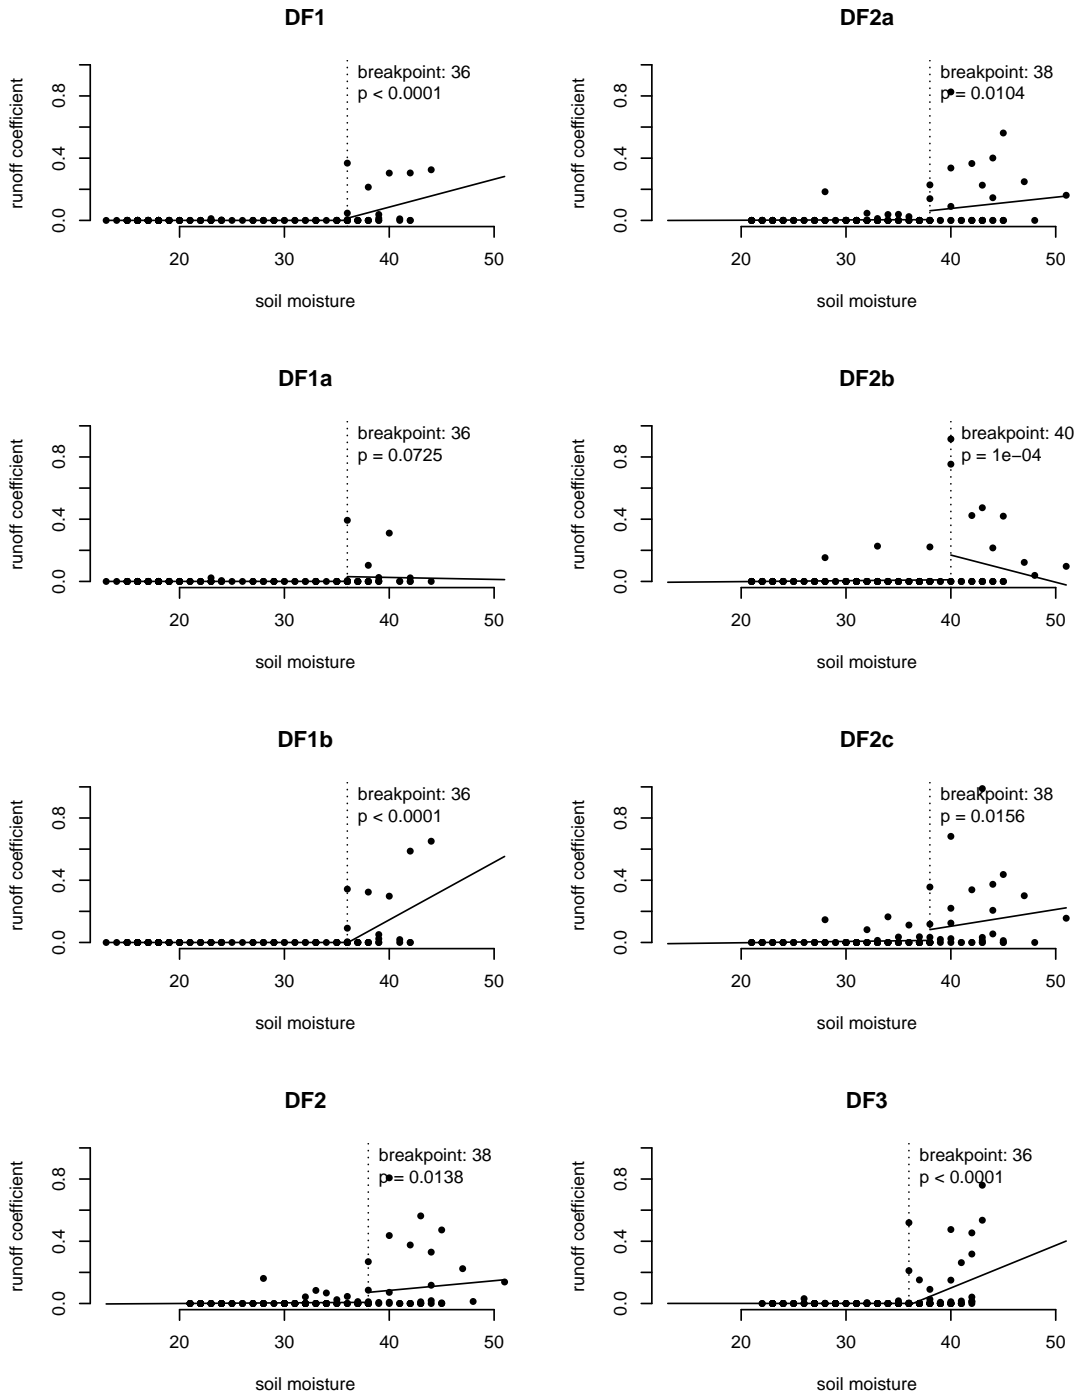 DF1
breakpoint: 36
p < 0.0001
runoff coefficient
0.0 0.4 0.8
20 30 40 50
soil moisture
DF2a
breakpoint: 38
p = 0.0104
runoff coefficient
0.0 0.4 0.8
20 30 40 50
soil moisture
DF1a
breakpoint: 36
p = 0.0725
runoff coefficient
0.0 0.4 0.8
20 30 40 50
soil moisture
DF2b
breakpoint: 40
p = 1e−04
runoff coefficient
0.0 0.4 0.8
20 30 40 50
soil moisture
DF1b
breakpoint: 36
p < 0.0001
runoff coefficient
0.0 0.4 0.8
20 30 40 50
soil moisture
DF2c
breakpoint: 38
p = 0.0156
runoff coefficient
0.0 0.4 0.8
20 30 40 50
soil moisture
DF2
breakpoint: 38
p = 0.0138
runoff coefficient
0.0 0.4 0.8
20 30 40 50
soil moisture
DF3
breakpoint: 36
p < 0.0001
runoff coefficient
0.0 0.4 0.8
20 30 40 50
soil moisture